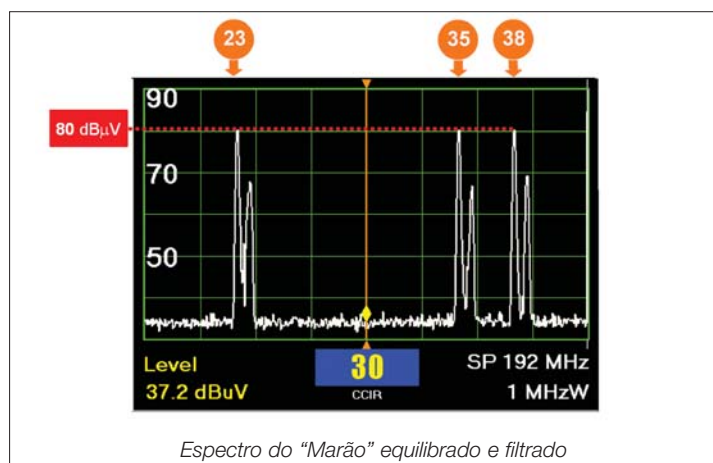 23 35 38
90
80 dBµV
70
50
Level 30 SP 192 MHz
37.2 dBuV CCIR 1 MHzW
Espectro do “Marão” equilibrado e filtrado